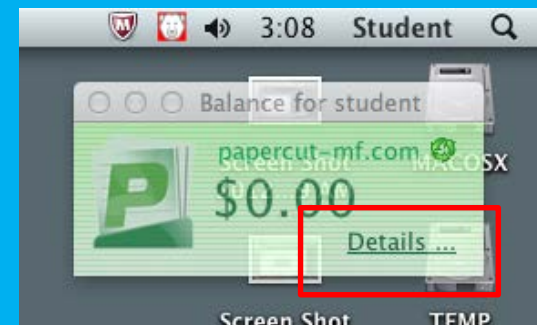 3:08 Student
Balance for student
papercut-mf.com
Screen Shot
MACOSX
$0.00
Details ...
Screen Shot TEMP